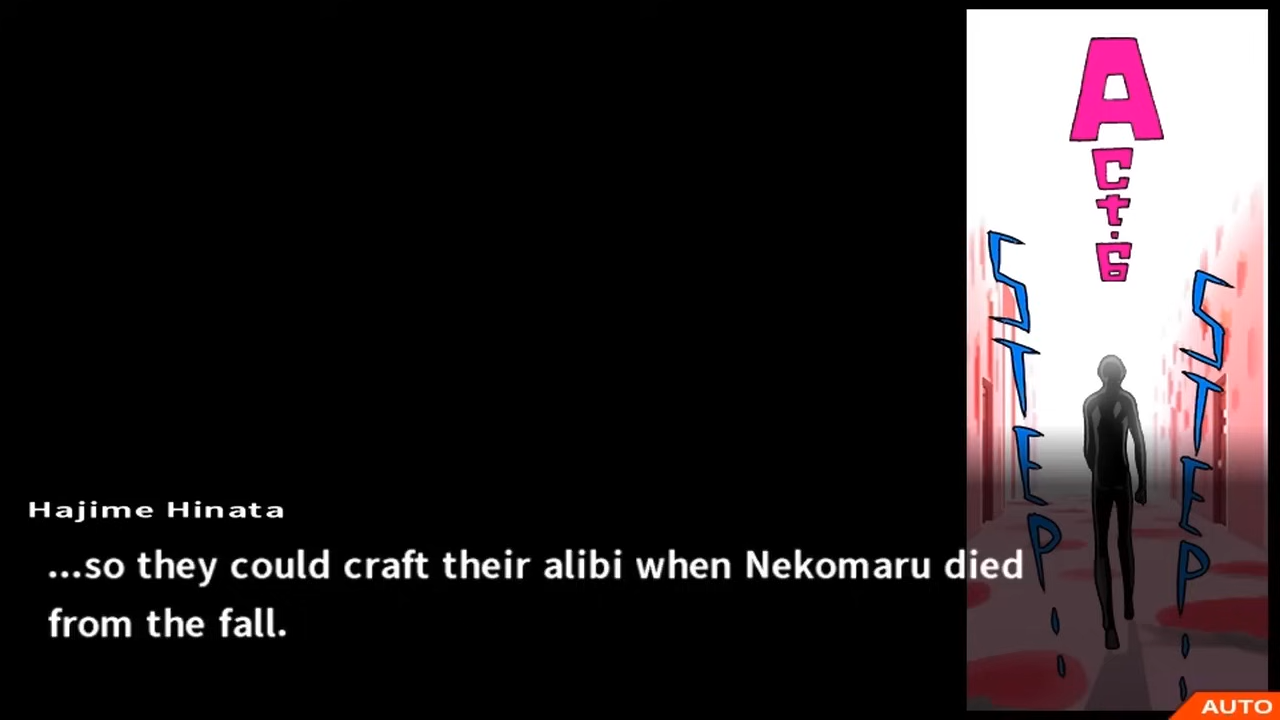 Act.6
STEP..
STEP..
Hajime Hinata
...so they could craft their alibi when Nekomaru died
from the fall.
AUTO